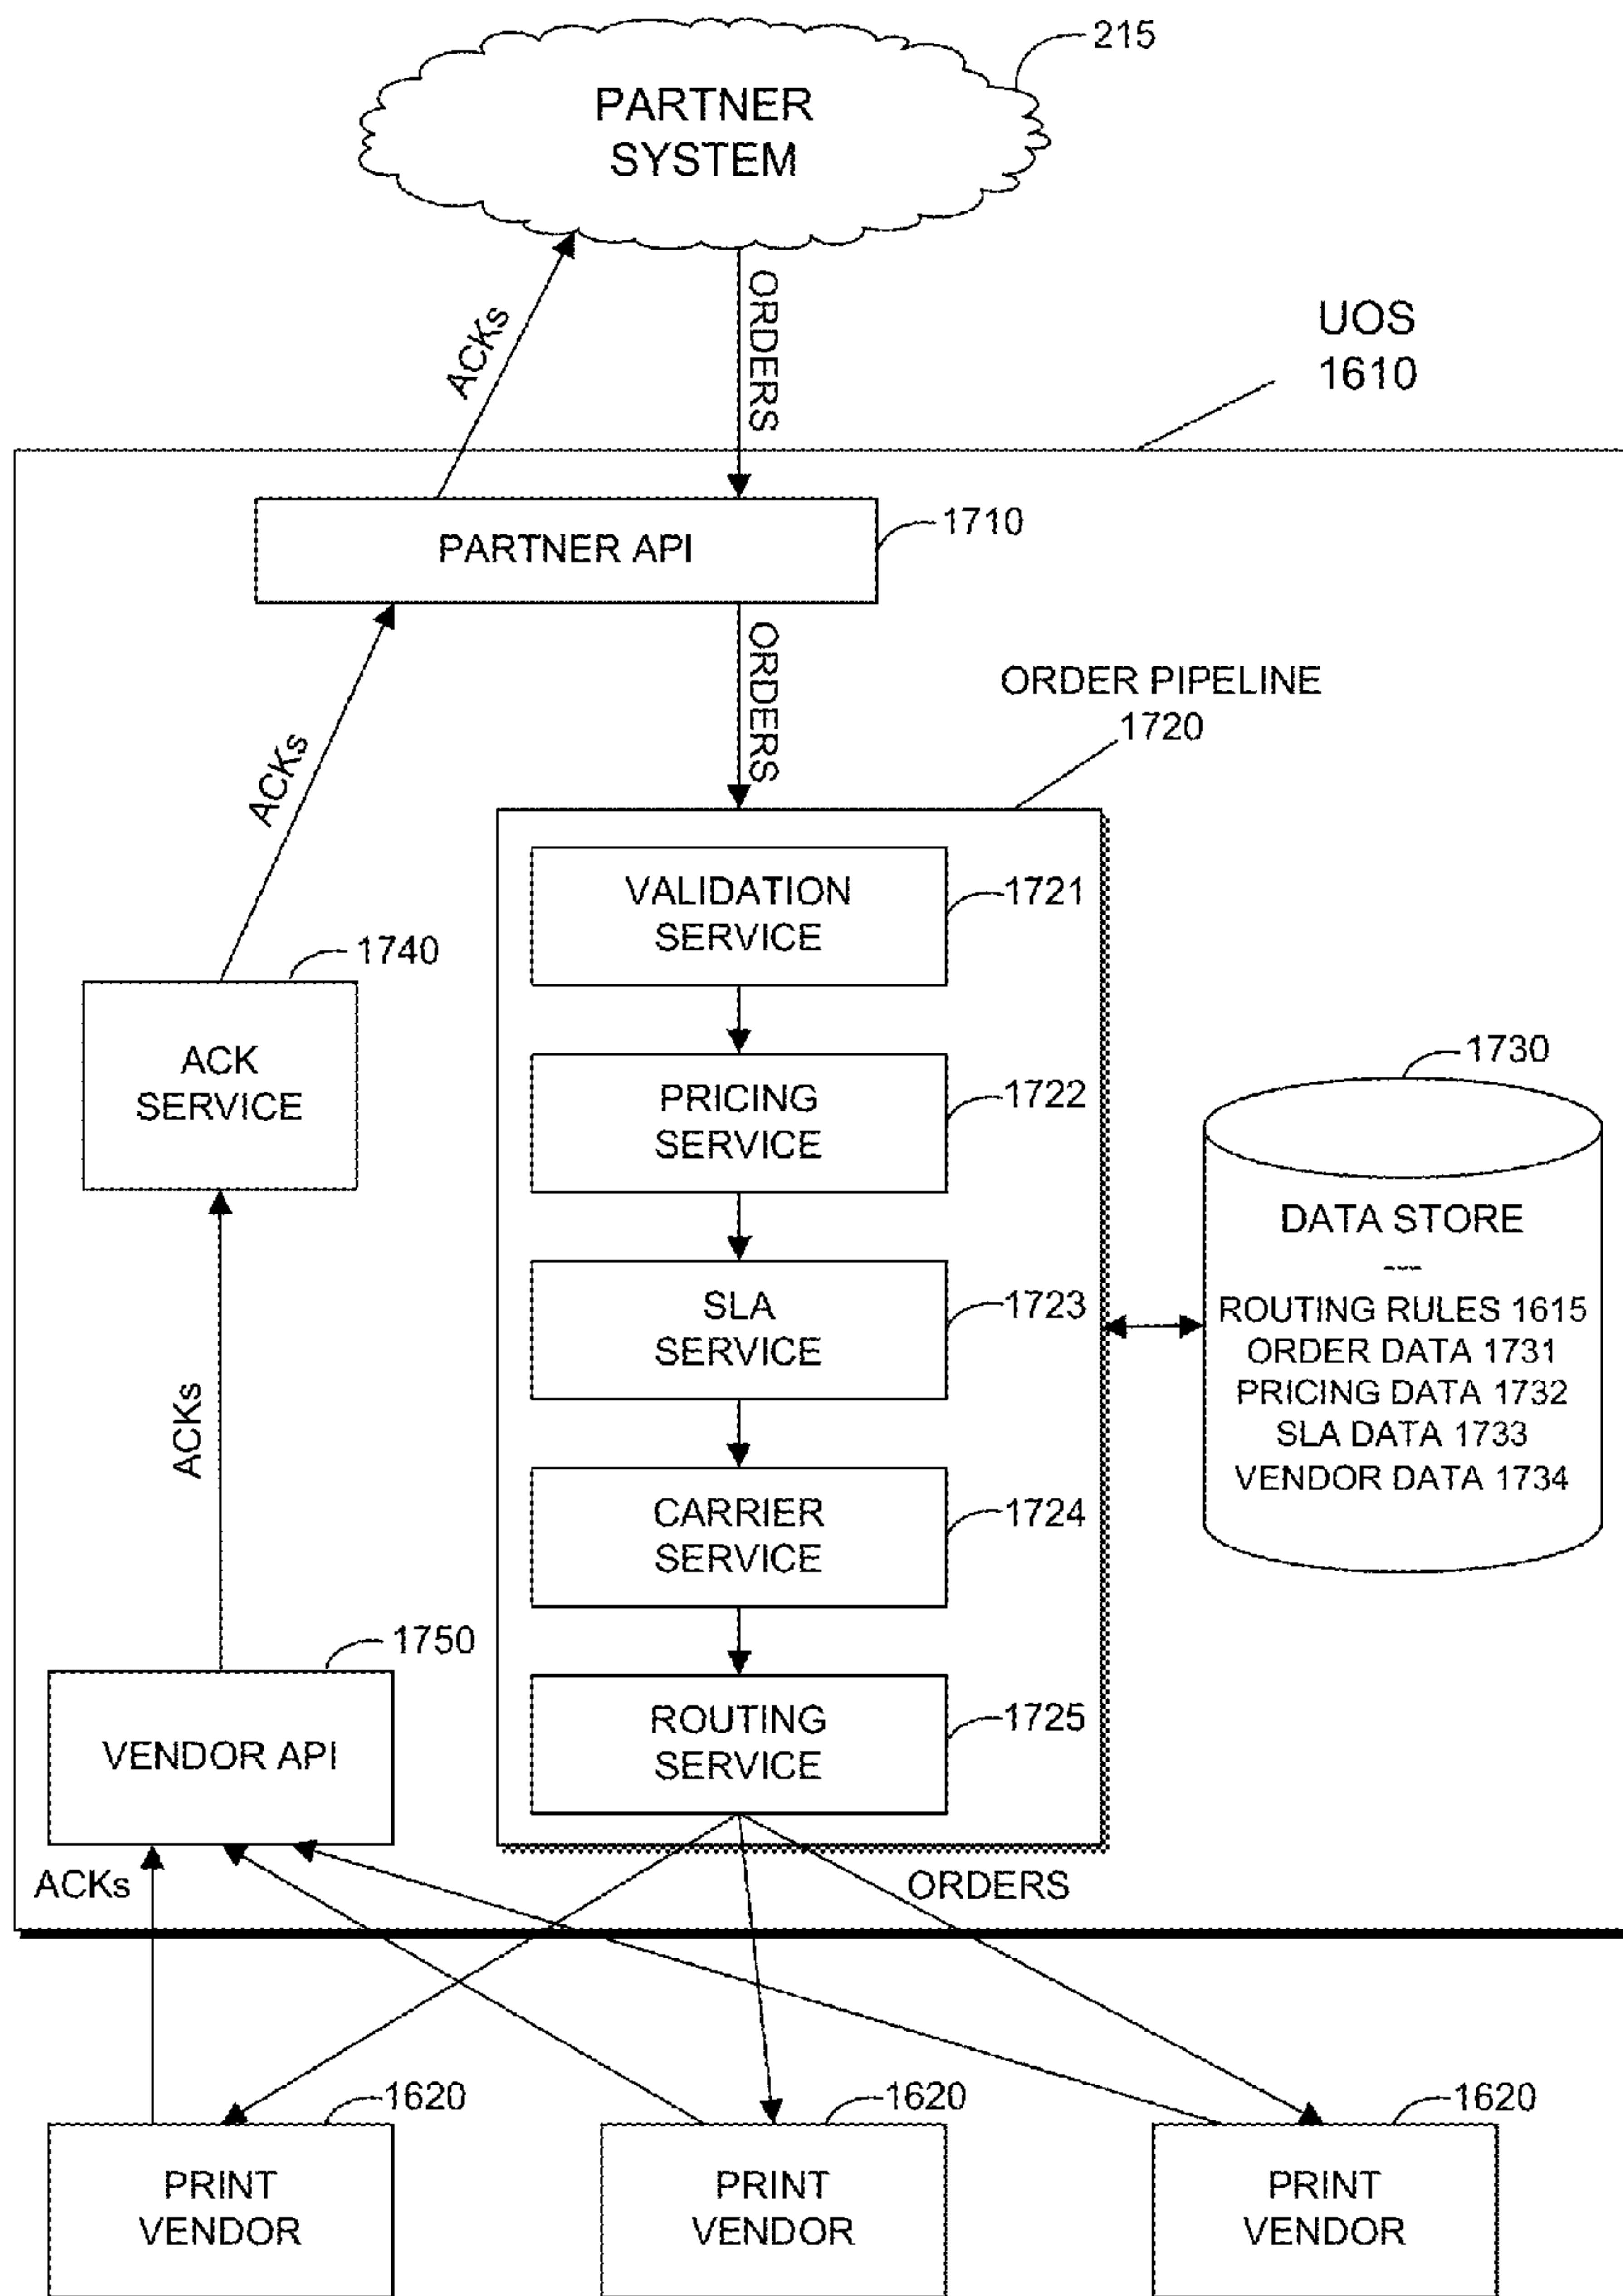 215
PARTNER
SYSTEM
ACKs
ORDERS
UOS
1610
PARTNER API
1710
ORDERS
ORDER PIPELINE
1720
ACKs
VALIDATION
SERVICE
1721
1740
ACK
SERVICE
PRICING
SERVICE
1722
1730
DATA STORE
---
ROUTING RULES 1615
ORDER DATA 1731
PRICING DATA 1732
SLA DATA 1733
VENDOR DATA 1734
SLA
SERVICE
1723
ACKs
CARRIER
SERVICE
1724
1750
VENDOR API
ROUTING
SERVICE
1725
ACKs
ORDERS
1620
PRINT
VENDOR
1620
PRINT
VENDOR
1620
PRINT
VENDOR